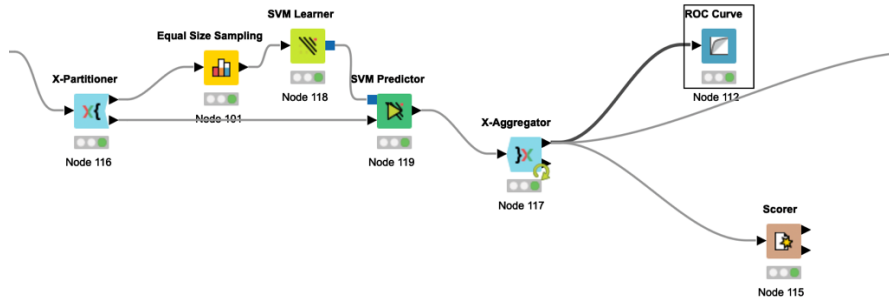 SVM Learner
ROC Curve
Equal Size Sampling
X-Partitioner
SVM Predictor
Node 118
Node 112
Node 101
X-Aggregator
Node 116
Node 119
Node 117
Scorer
Node 115